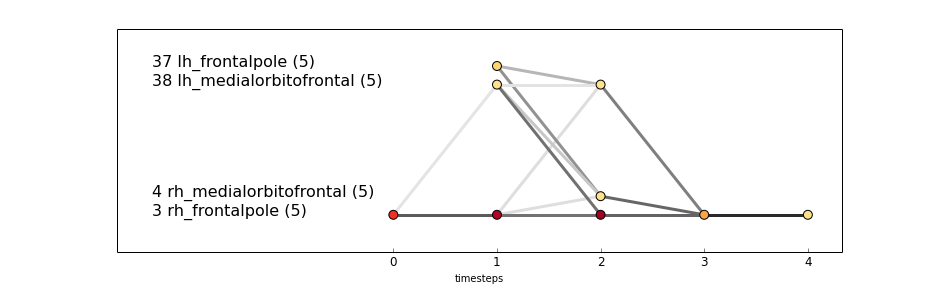 37 lh_frontalpole (5)
38 lh_medialorbitofrontal (5)
4 rh_medialorbitofrontal (5)
3 rh_frontalpole (5)
0 1 2 3 4
timesteps